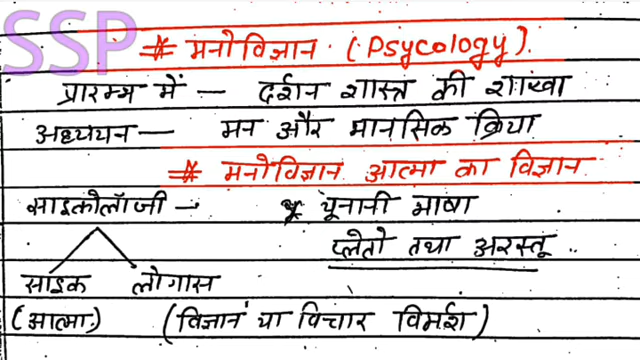 SSP
# मनोविज्ञान. (Psycology).
प्रारम्भ में — दर्शन शास्त्र की शाखा
अध्ययन — मन और मानसिक क्रिया
# मनोविज्ञान आत्मा का विज्ञान
साइकोलॉजी → यूनानी भाषा
प्लेतो तथा अरस्तू ..
साइक लोगास
(आत्मा) (विज्ञान या विचार विमर्श)